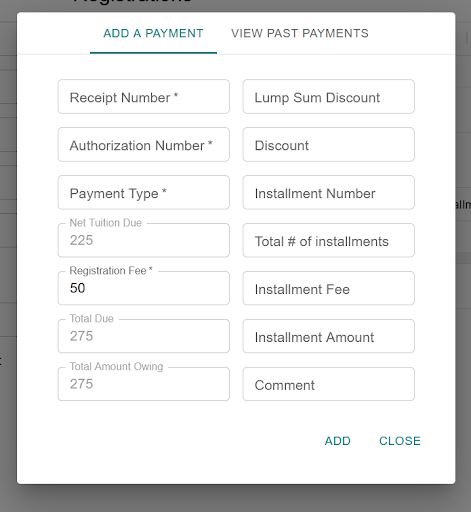 Registrations
ADD A PAYMENT VIEW PAST PAYMENTS
Receipt Number * Lump Sum Discount
Authorization Number * Discount
Payment Type * Installment Number
Net Tuition Due
225 Total # of installments
Registration Fee *
50 Installment Fee
Total Due
275 Installment Amount
Total Amount Owing
275 Comment
ADD CLOSE